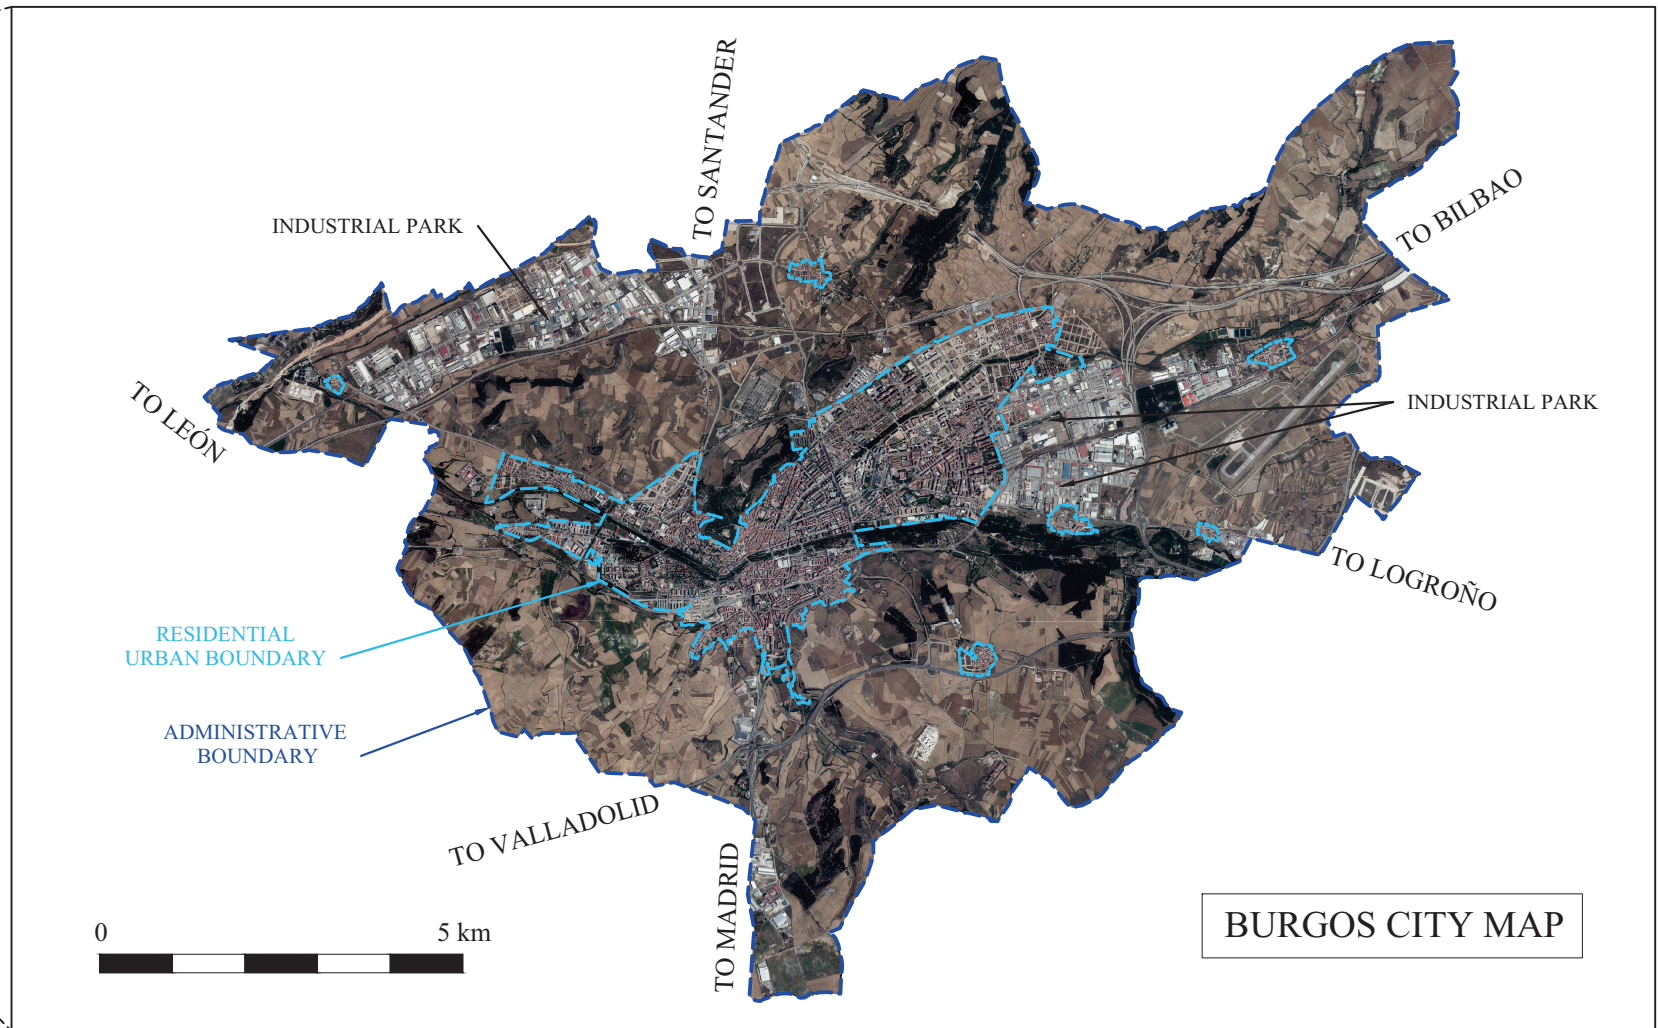 TO SANTANDER
INDUSTRIAL PARK
TO BILBAO
TO LEÓN
INDUSTRIAL PARK
TO LOGROÑO
RESIDENTIAL
URBAN BOUNDARY
ADMINISTRATIVE
BOUNDARY
TO VALLADOLID
TO MADRID
0 5 km
BURGOS CITY MAP